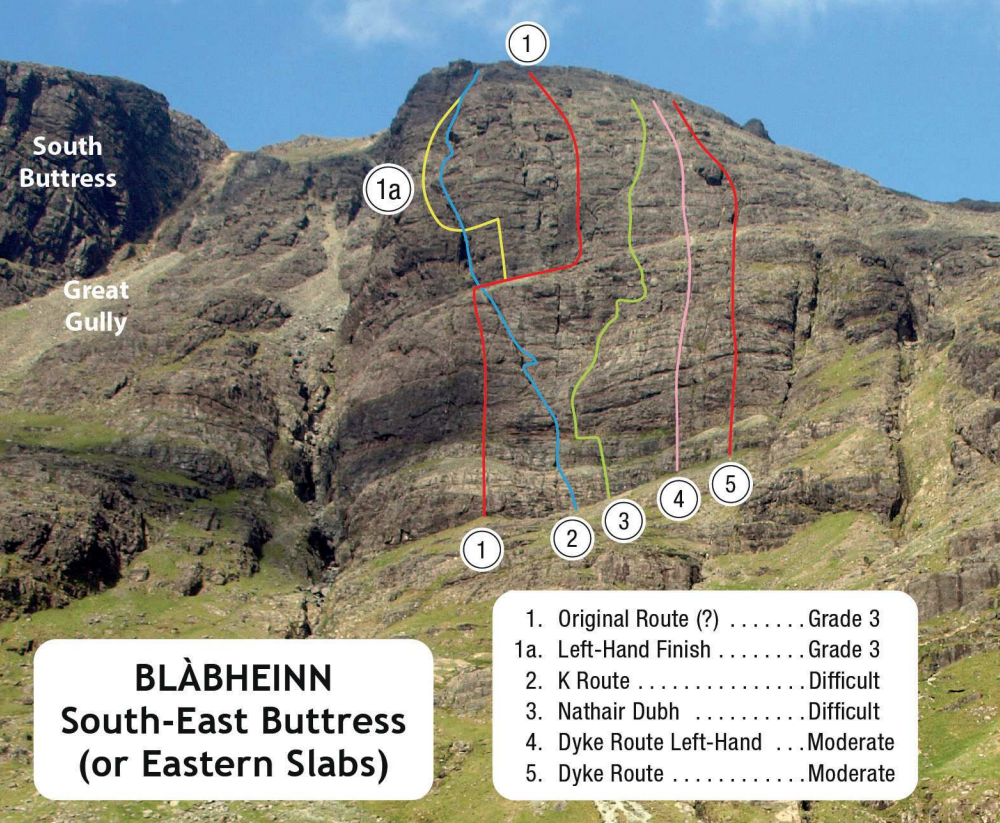 1
South
Buttress
1a
Great
Gully
1
2
3
4
5
BLÀBHEINN
South-East Buttress
(or Eastern Slabs)
1. Original Route (?) ....... Grade 3
1a. Left-Hand Finish ........ Grade 3
2. K Route ............... Difficult
3. Nathair Dubh .......... Difficult
4. Dyke Route Left-Hand ... Moderate
5. Dyke Route ............ Moderate